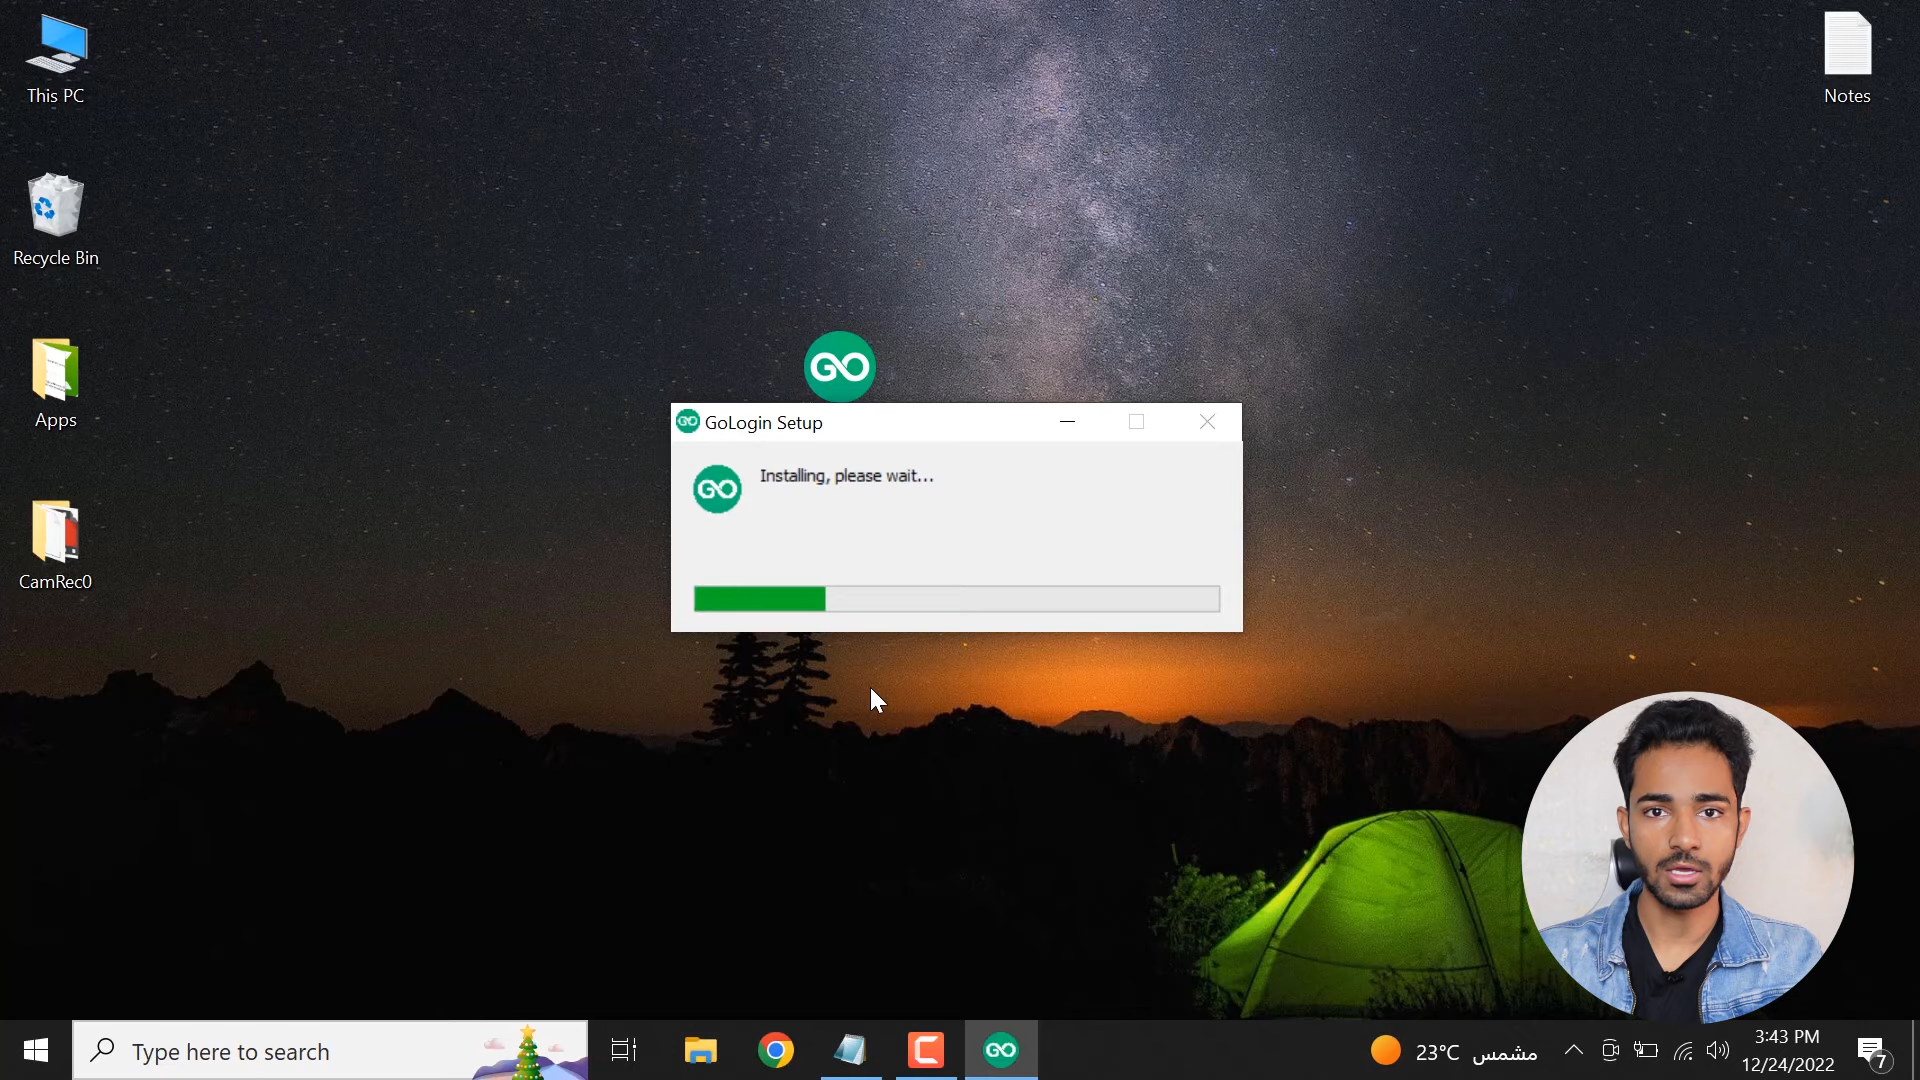 This PC
Notes
Recycle Bin
Apps
GO
GoLogin Setup
GO
Installing, please wait...
CamRec0
Type here to search
GO
23°C مشمس
3:43 PM
12/24/2022
7